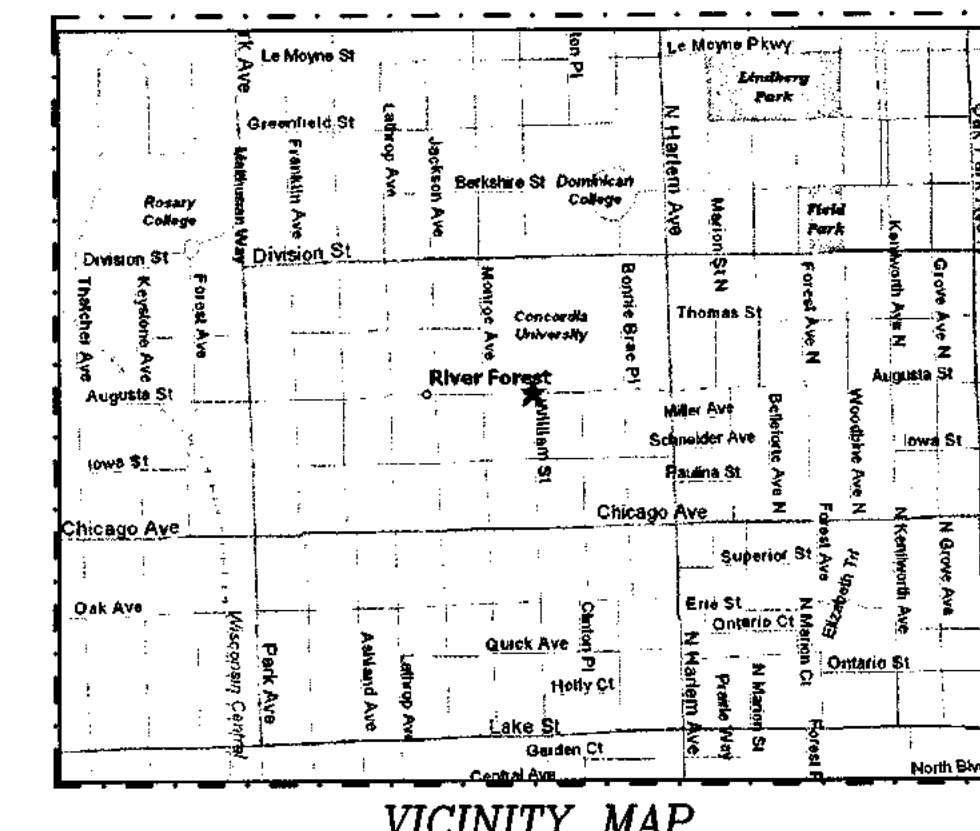 rk Ave
Le Moyne St
ton Pl
Le Moyne Pkwy
Lindberg
Park
Greenfield St
Lathrop Ave
N Harlem Ave
Franklin Ave
Jackson Ave
Berkshire St
Dominican
College
Rosary
College
Marion St N
Field
Park
Kenilworth Ave N
Division St
Division St
Thatcher Ave
Keystone Ave
Forest Ave
Monroe Ave
Concordia
University
Bonnie Brae Pl
Thomas St
Forest Ave N
Grove Ave N
River Forest
Augusta St
Augusta St
William St
Miller Ave
Schneider Ave
Paulina St
Belleforte Ave N
Woodbine Ave N
Iowa St
Iowa St
Chicago Ave
Chicago Ave
Superior St
Forest Ave
Elizabeth Ct
N Kenilworth Ave
N Grove Ave
Oak Ave
Wisconsin Central
Park Ave
Ashland Ave
Lathrop Ave
Quick Ave
Clinton Pl
Holly Ct
Erie St
Ontario Ct
N Marion Ct
Ontario St
N Harlem Ave
Prairie Way
N Marion St
Lake St
Garden Ct
Central Ave
Forest P
North Blv
VICINITY MAP